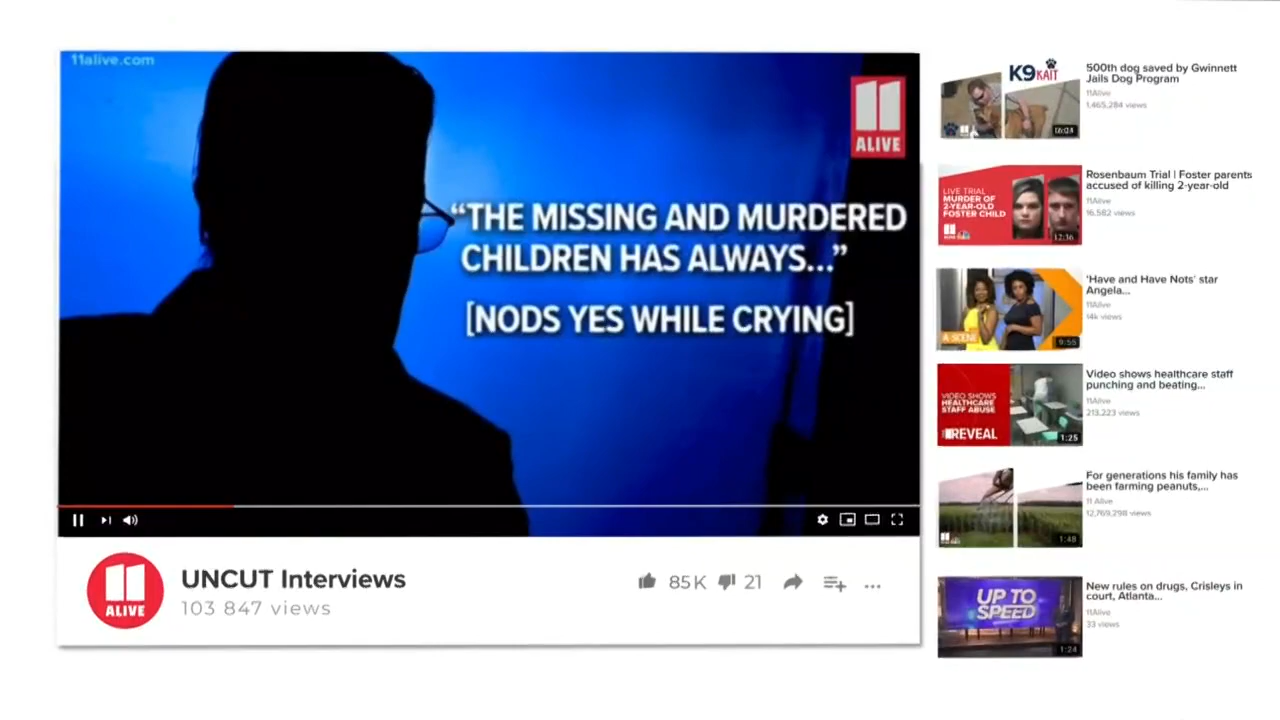 11alive.com
11
ALIVE
“THE MISSING AND MURDERED
CHILDREN HAS ALWAYS...”
[NODS YES WHILE CRYING]
11
ALIVE
UNCUT Interviews
103 847 views
85K
21
K9 KAIT
16:04
500th dog saved by Gwinnett
Jails Dog Program
11Alive
1,465,284 views
LIVE TRIAL
MURDER OF
2-YEAR-OLD
FOSTER CHILD
12:36
Rosenbaum Trial | Foster parents
accused of killing 2-year-old
11Alive
16,582 views
A-SCENE
9:55
'Have and Have Nots' star
Angela...
11Alive
14k views
VIDEO SHOWS
HEALTHCARE
STAFF ABUSE
REVEAL
1:25
Video shows healthcare staff
punching and beating...
11Alive
213,223 views
1:48
For generations his family has
been farming peanuts,...
11 Alive
12,769,298 views
UP TO
SPEED
1:24
New rules on drugs, Crisleys in
court, Atlanta...
11Alive
33 views